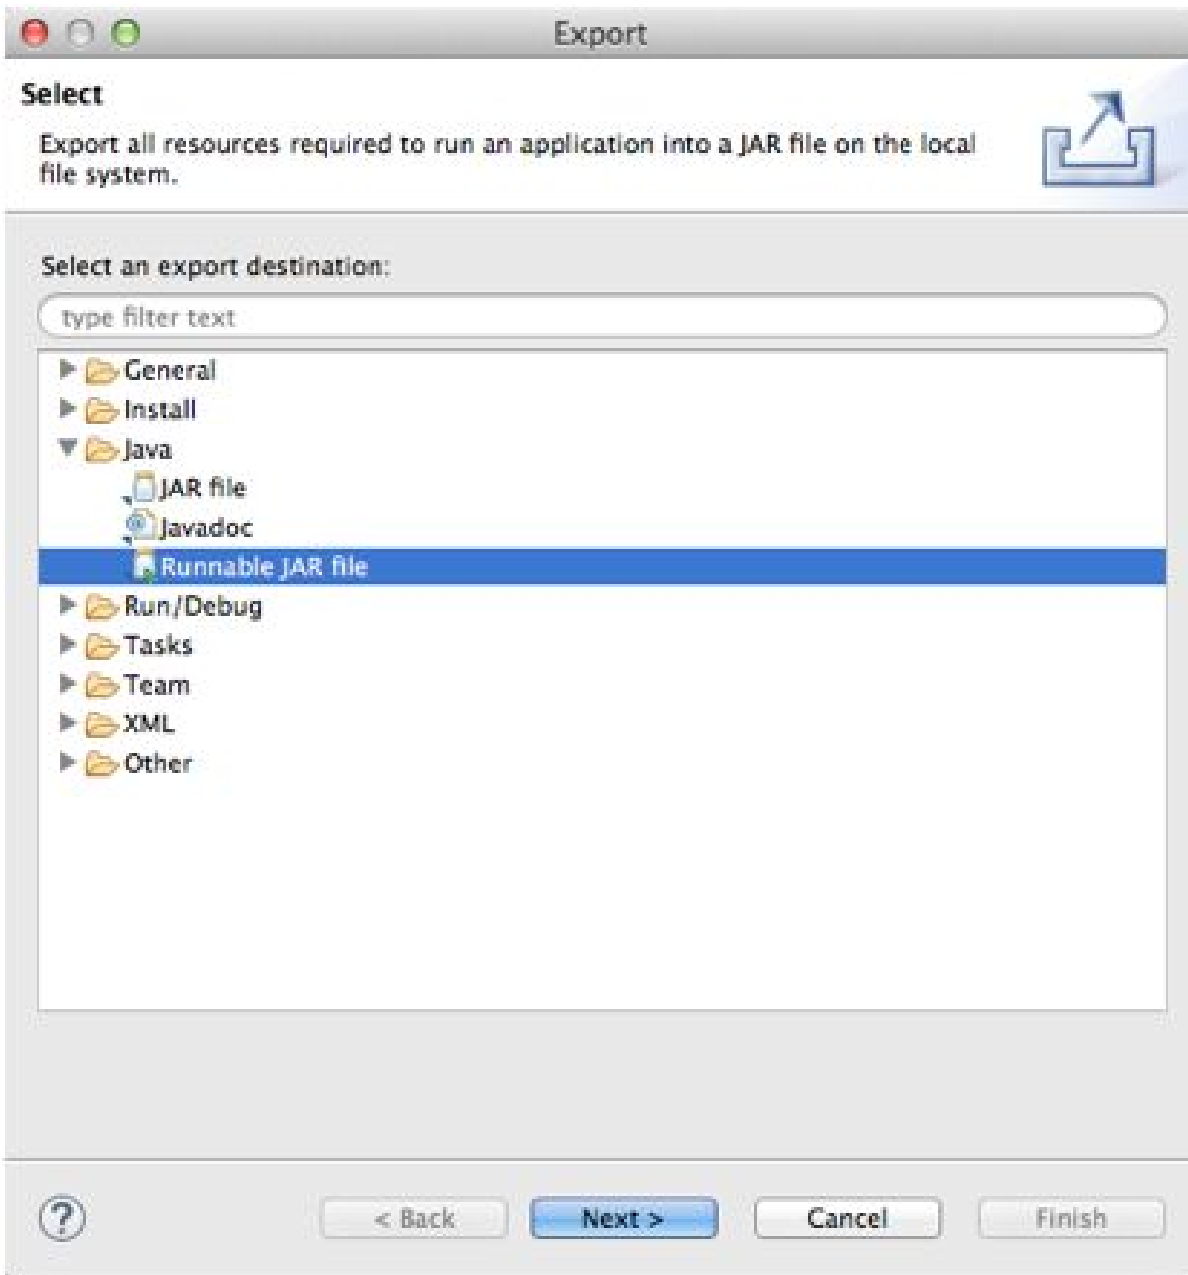 Export
Select
Export all resources required to run an application into a JAR file on the local
file system.
Select an export destination:
type filter text
General
Install
Java
JAR file
Javadoc
Runnable JAR file
Run/Debug
Tasks
Team
XML
Other
?
< Back
Next >
Cancel
Finish